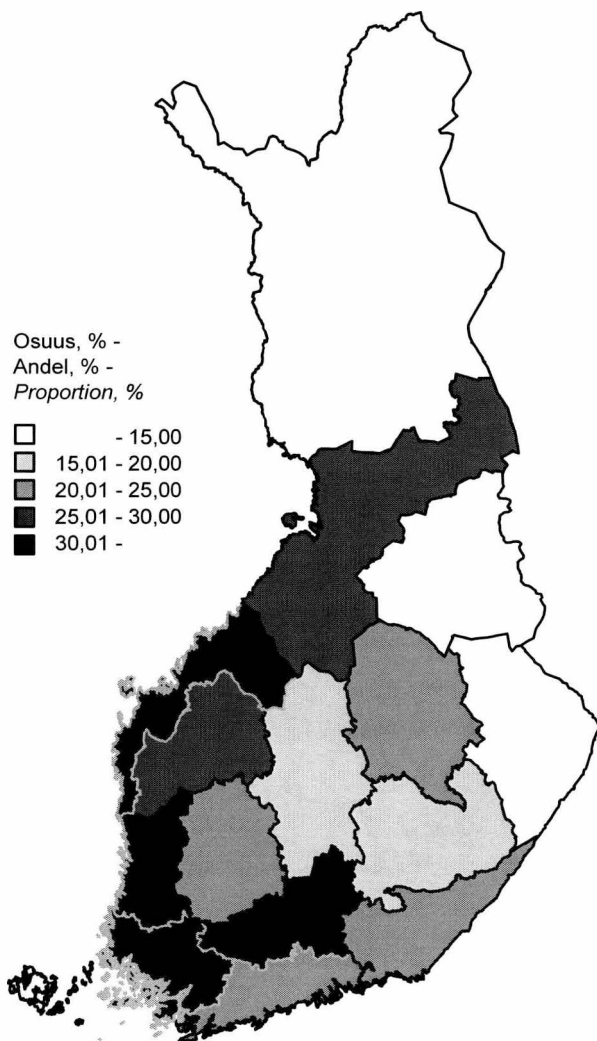 Osuus, % -
Andel, % -
Proportion, %
- 15,00
15,01 - 20,00
20,01 - 25,00
25,01 - 30,00
30,01 -